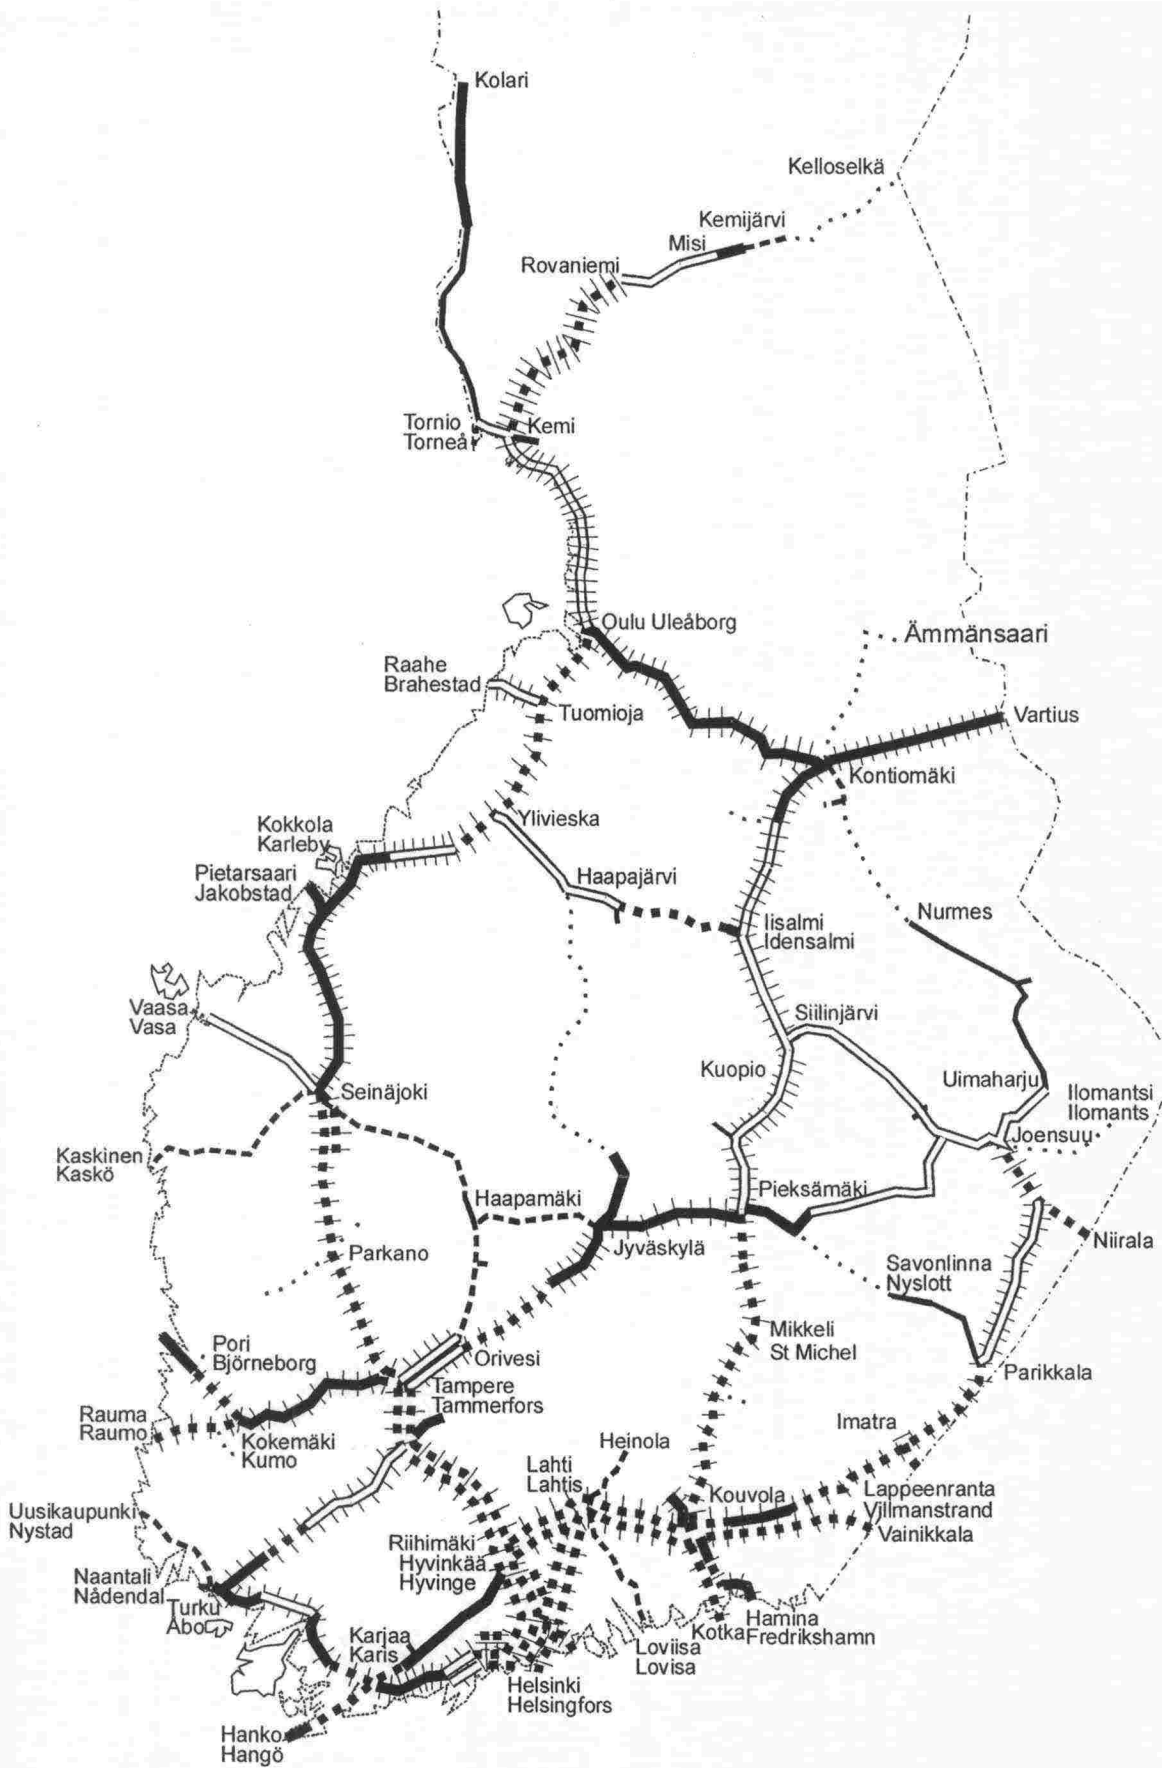 Kolari
Kelloselkä
Kemijärvi
Misi
Rovaniemi
Tornio
Torneå
Kemi
Oulu Uleåborg
Ämmänsaari
Raahe
Brahestad
Tuomioja
Vartius
Kontiomäki
Ylivieska
Kokkola
Karleby
Pietarsaari
Jakobstad
Haapajärvi
Nurmes
Iisalmi
Idensalmi
Vaasa
Vasa
Siilinjärvi
Kuopio
Uimaharju
Ilomantsi
Ilomants
Seinäjoki
Joensuu
Kaskinen
Kaskö
Haapamäki
Pieksämäki
Parkano
Jyväskylä
Niirala
Savonlinna
Nyslott
Mikkeli
St Michel
Pori
Björneborg
Orivesi
Parikkala
Tampere
Tammerfors
Rauma
Raumo
Kokemäki
Kumo
Imatra
Heinola
Lahti
Lahtis
Kouvola
Lappeenranta
Villmanstrand
Vainikkala
Uusikaupunki
Nystad
Riihimäki
Hyvinkää
Hyvinge
Naantali
Nådendal
Turku
Åbo
Hamina
Fredrikshamn
Kotka
Karjaa
Karis
Loviisa
Lovisa
Helsinki
Helsingfors
Hanko
Hangö